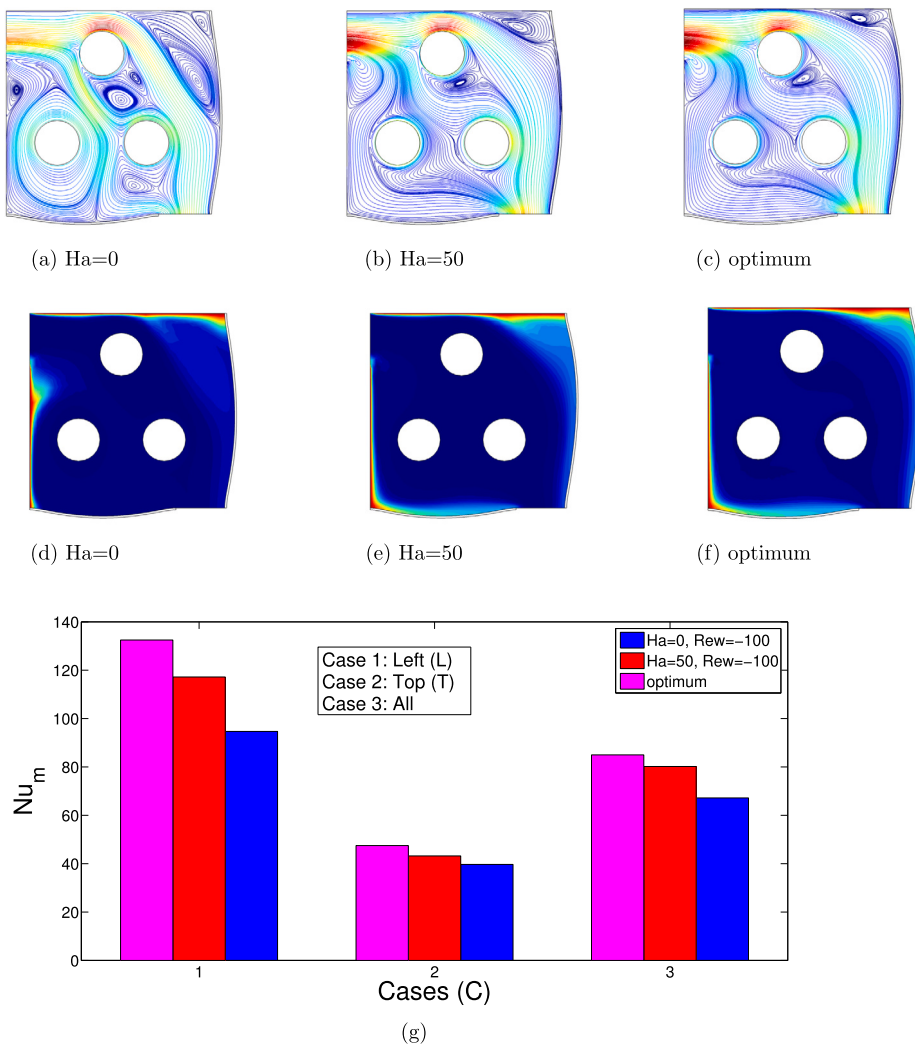 (a) Ha=0
(b) Ha=50
(c) optimum
(d) Ha=0
(e) Ha=50
(f) optimum
140
120
100
80
60
40
20
0
Nu_m
Case 1: Left (L)
Case 2: Top (T)
Case 3: All
Ha=0, Rew=−100
Ha=50, Rew=−100
optimum
1
2
3
Cases (C)
(g)